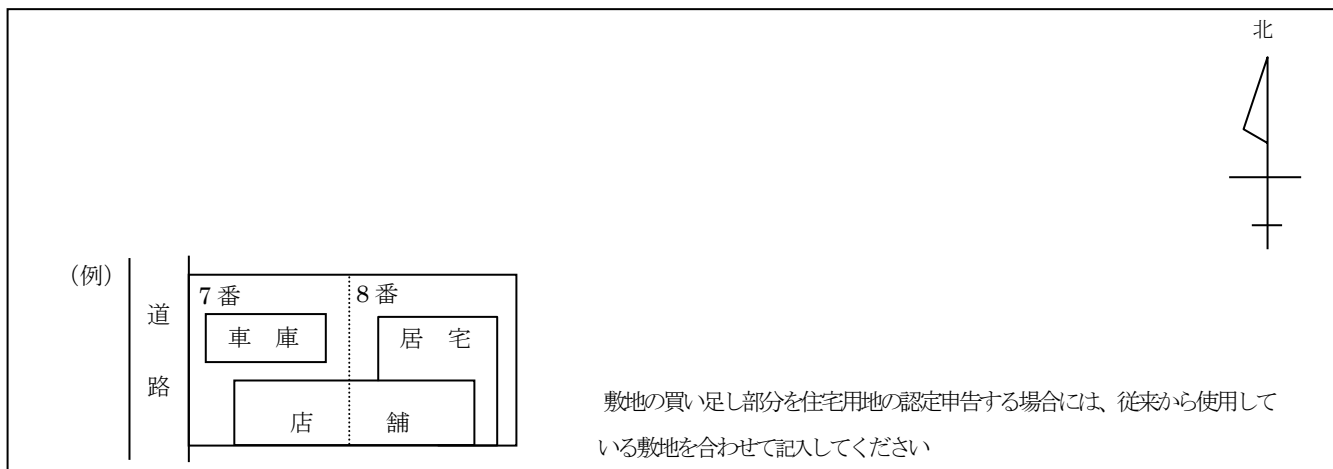 北
(例)
道路
7番
8番
車 庫
居 宅
店 舗
敷地の買い足し部分を住宅用地の認定申告する場合には、従来から使用して
いる敷地を合わせて記入してください